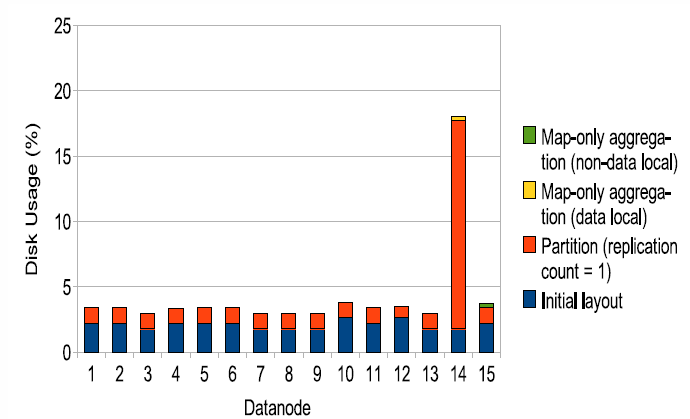 25
20
15
10
5
0
Disk Usage (%)
1 2 3 4 5 6 7 8 9 10 11 12 13 14 15
Datanode
Map-only aggrega-
tion (non-data local)
Map-only aggrega-
tion (data local)
Partition (replication
count = 1)
Initial layout